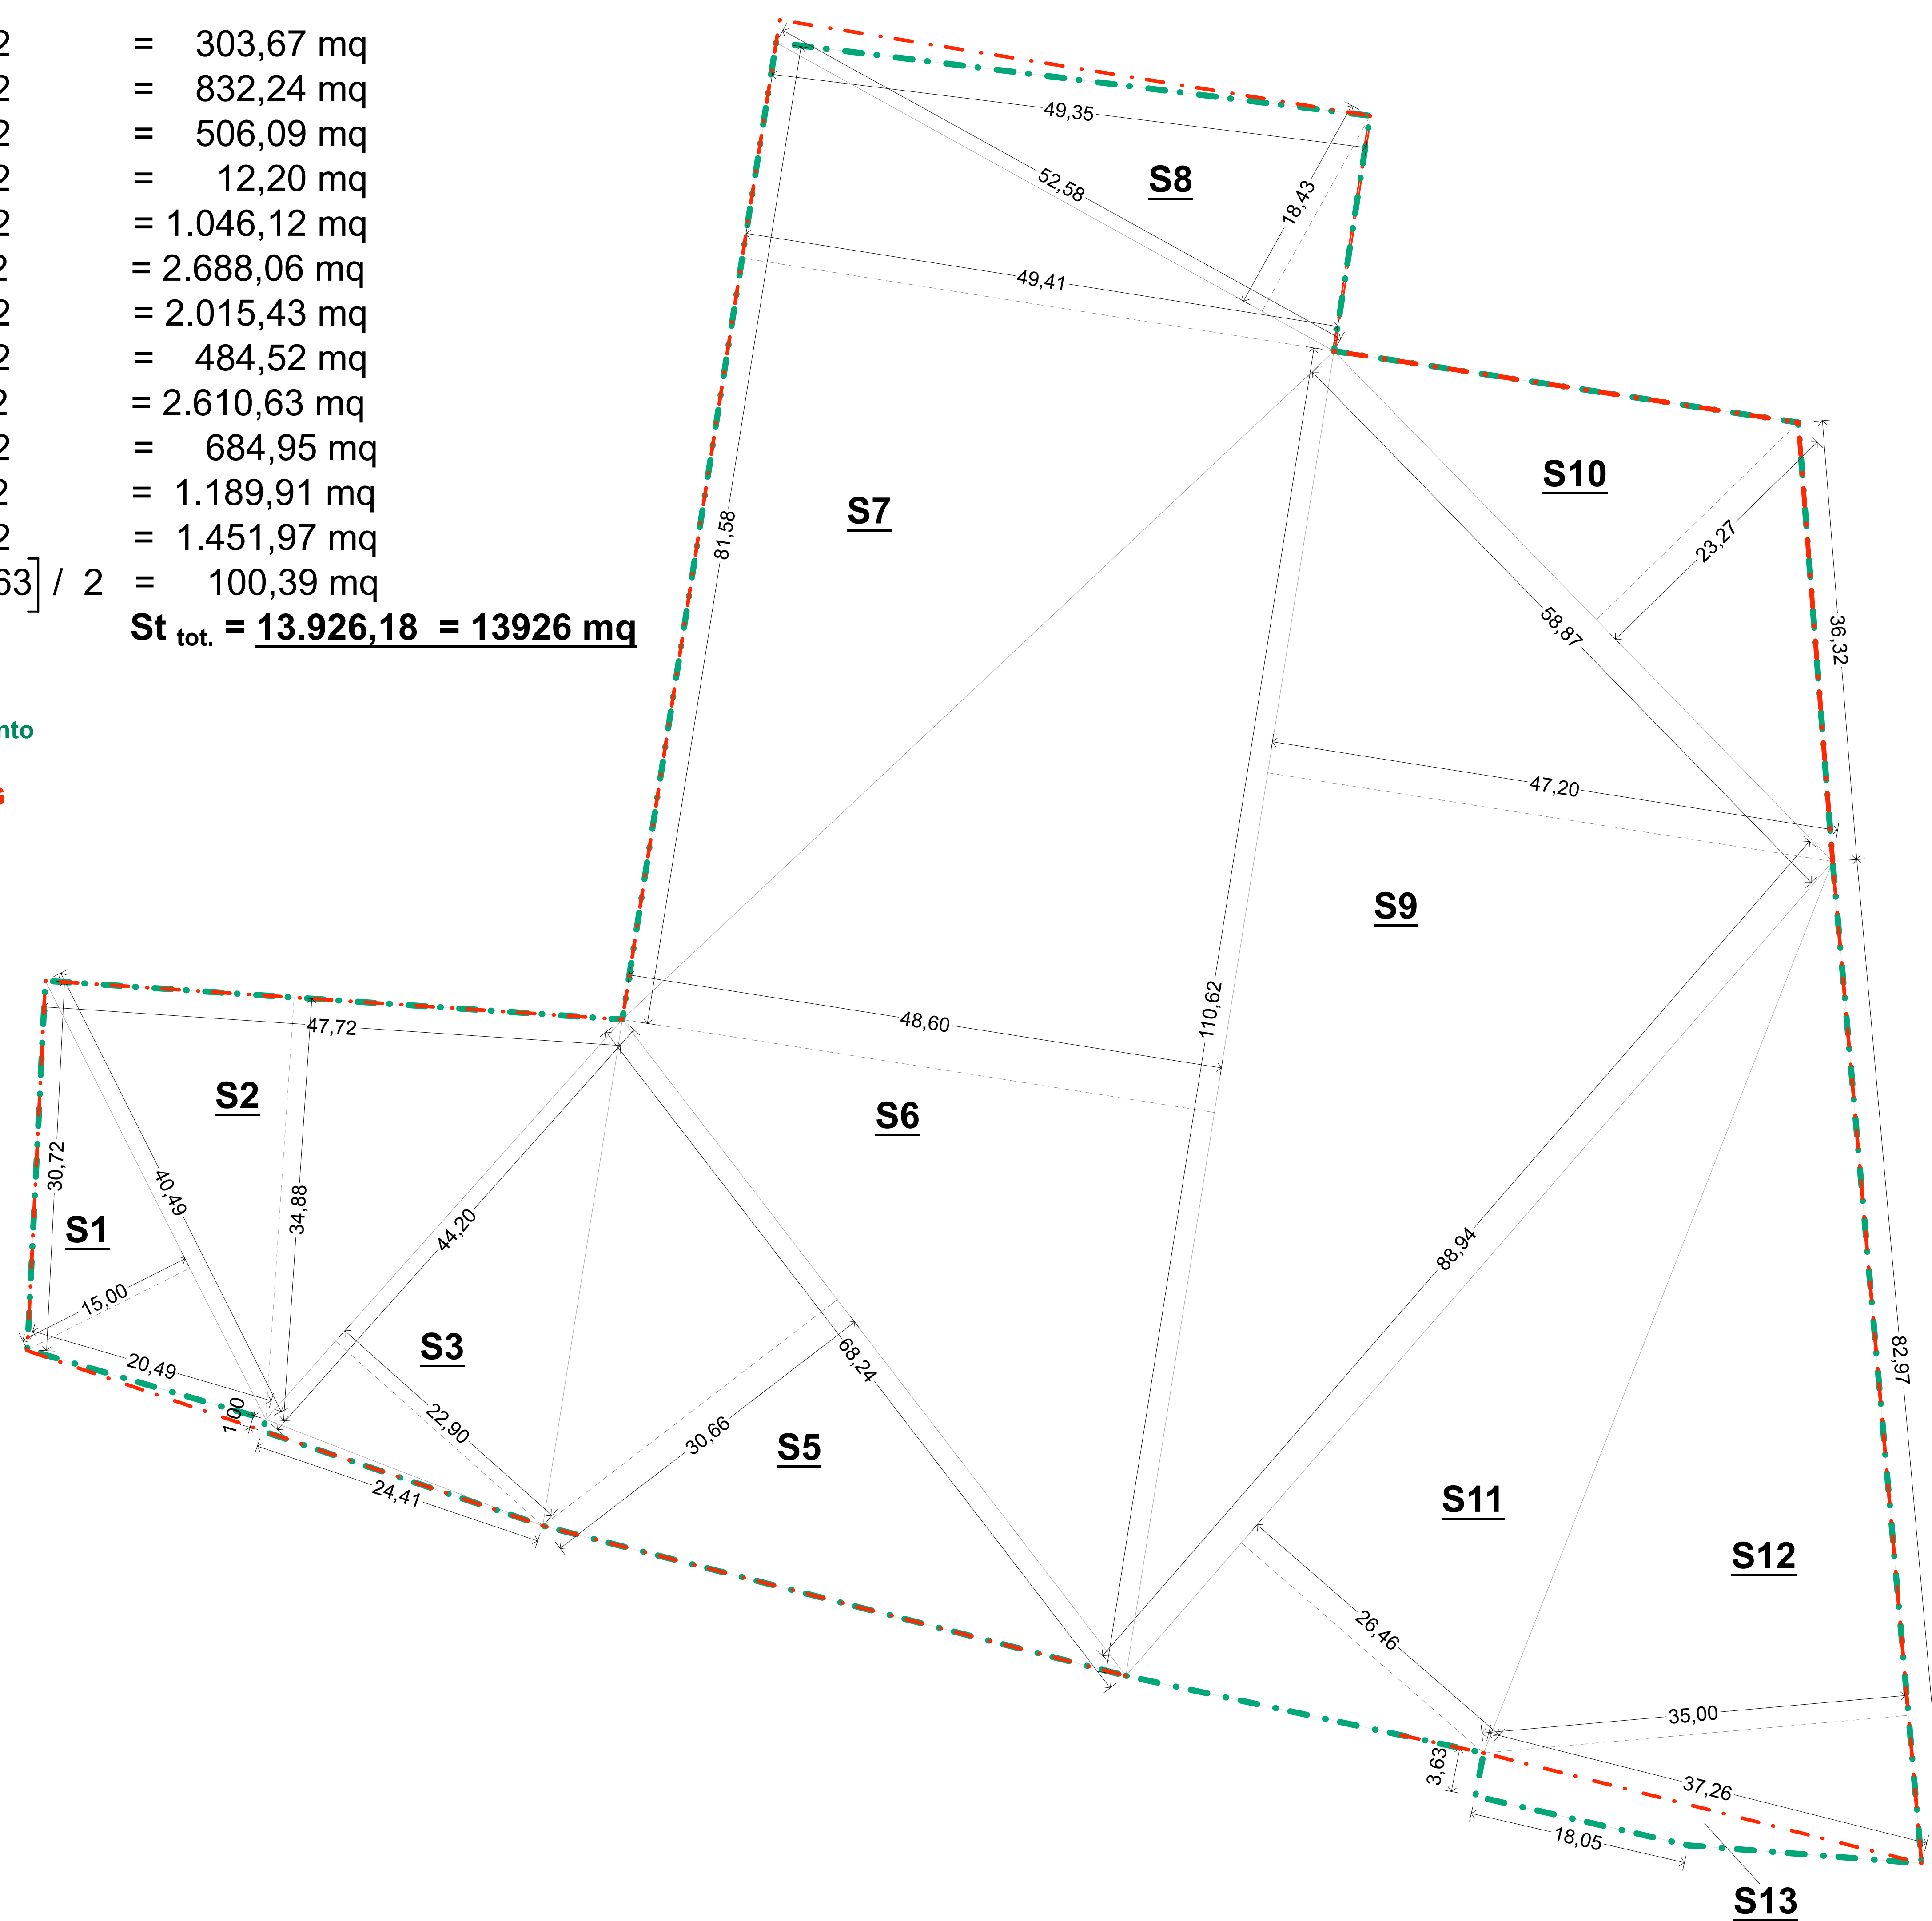 2 = 303,67 mq
2 = 832,24 mq
2 = 506,09 mq
2 = 12,20 mq
2 = 1.046,12 mq
2 = 2.688,06 mq
2 = 2.015,43 mq
2 = 484,52 mq
2 = 2.610,63 mq
2 = 684,95 mq
2 = 1.189,91 mq
2 = 1.451,97 mq
63] / 2 = 100,39 mq
St tot. = 13.926,18 = 13926 mq
nto
G
49,35
52,58
S8
18,43
49,41
S7
81,58
S10
23,27
58,87
36,32
47,20
S9
110,62
48,60
S6
47,72
S2
30,72
40,49
34,88
S1
15,00
44,20
20,49
1,00
S3
22,90
24,41
30,66
S5
68,24
88,94
82,97
S11
S12
26,46
35,00
3,63
37,26
18,05
S13